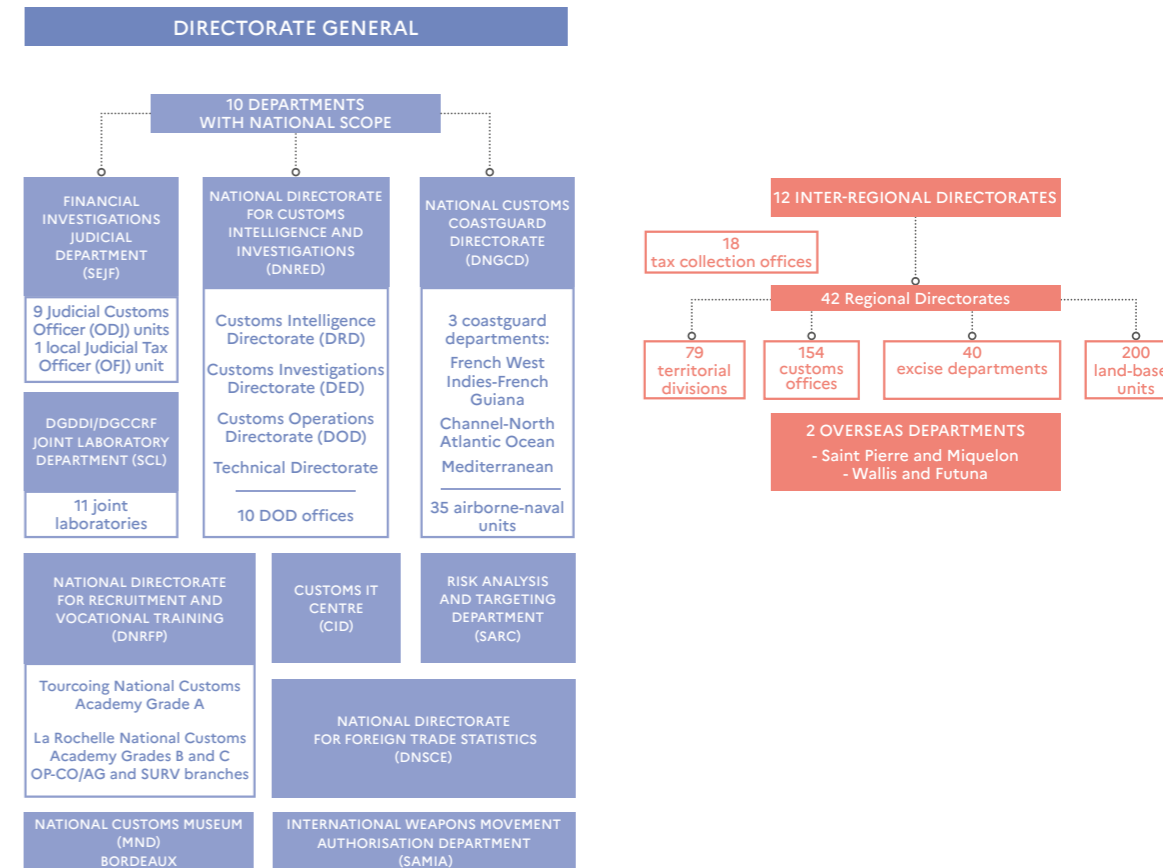 DIRECTORATE GENERAL
10 DEPARTMENTS
WITH NATIONAL SCOPE
FINANCIAL
INVESTIGATIONS
JUDICIAL
DEPARTMENT
(SEJF)
9 Judicial Customs
Officer (ODJ) units
1 local Judicial Tax
Officer (OFJ) unit
DGDDI/DGCCRF
JOINT LABORATORY
DEPARTMENT (SCL)
11 joint
laboratories
NATIONAL DIRECTORATE
FOR CUSTOMS
INTELLIGENCE AND
INVESTIGATIONS
(DNRED)
Customs Intelligence
Directorate (DRD)
Customs Investigations
Directorate (DED)
Customs Operations
Directorate (DOD)
Technical Directorate
10 DOD offices
NATIONAL CUSTOMS
COASTGUARD
DIRECTORATE
(DNGCD)
3 coastguard
departments:
French West
Indies-French
Guiana
Channel-North
Atlantic Ocean
Mediterranean
35 airborne-naval
units
NATIONAL DIRECTORATE
FOR RECRUITMENT AND
VOCATIONAL TRAINING
(DNRFP)
Tourcoing National Customs
Academy Grade A
La Rochelle National Customs
Academy Grades B and C
OP-CO/AG and SURV branches
CUSTOMS IT
CENTRE
(CID)
RISK ANALYSIS
AND TARGETING
DEPARTMENT
(SARC)
NATIONAL DIRECTORATE
FOR FOREIGN TRADE STATISTICS
(DNSCE)
NATIONAL CUSTOMS MUSEUM
(MND)
BORDEAUX
INTERNATIONAL WEAPONS MOVEMENT
AUTHORISATION DEPARTMENT
(SAMIA)
12 INTER-REGIONAL DIRECTORATES
18
tax collection offices
42 Regional Directorates
79
territorial
divisions
154
customs
offices
40
excise departments
200
land-base
units
2 OVERSEAS DEPARTMENTS
- Saint Pierre and Miquelon
- Wallis and Futuna